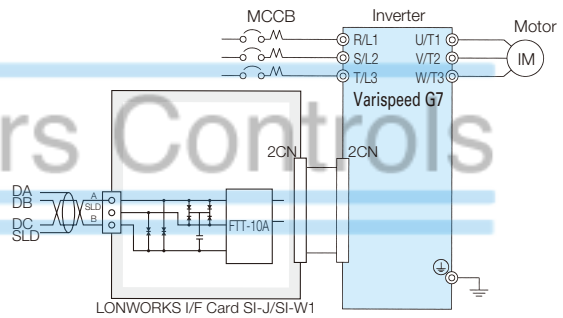 MCCB
Inverter
Motor
R/L1 U/T1
S/L2 V/T2 IM
T/L3 W/T3
Varispeed G7
rs Controls
2CN 2CN
DA
DB
DC
SLD
A
SLD
B
FTT-10A
LONWORKS I/F Card SI-J/SI-W1